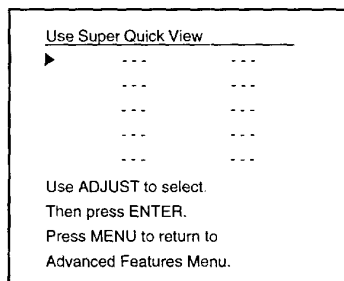 Use Super Quick View
▶ - - - - - -
- - - - - -
- - - - - -
- - - - - -
- - - - - -
Use ADJUST to select.
Then press ENTER.
Press MENU to return to
Advanced Features Menu.